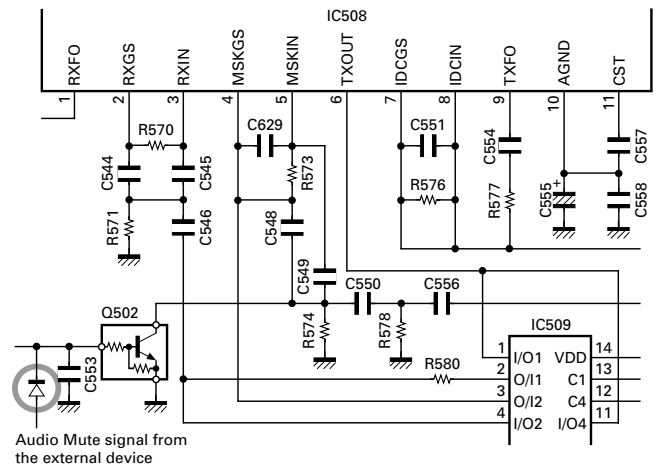 IC508
RXFO
RXGS
RXIN
MSKGS
MSKIN
TXOUT
IDCGS
IDCIN
TXFO
AGND
CST
1
2
3
4
5
6
7
8
9
10
11
R570
C629
C551
C554
C557
C544
C545
R573
R576
R577
C555
+
C558
R571
C546
C548
C549
C550
C556
Q502
R574
R578
IC509
C553
R580
1 I/O1 VDD 14
2 O/I1 C1 13
3 O/I2 C4 12
4 I/O2 I/O4 11
Audio Mute signal from
the external device